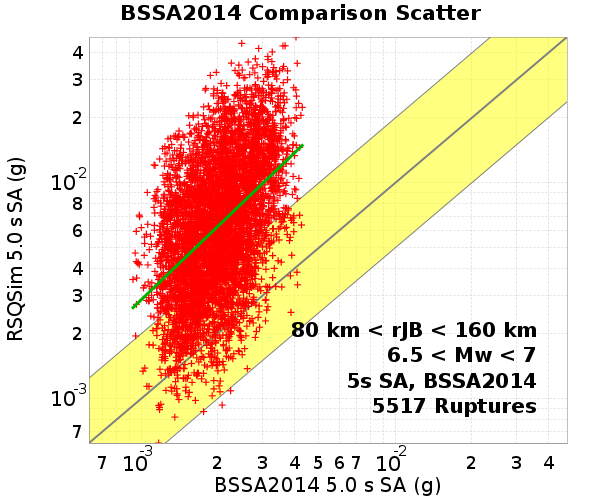 BSSA2014 Comparison Scatter
RSQSim 5.0 s SA (g)
4
3
2
10-2
8
6
4
3
2
10-3
7
80 km < rJB < 160 km
6.5 < Mw < 7
5s SA, BSSA2014
5517 Ruptures
7 10-3 2 3 4 5 6 7 10-2 2 3 4
BSSA2014 5.0 s SA (g)